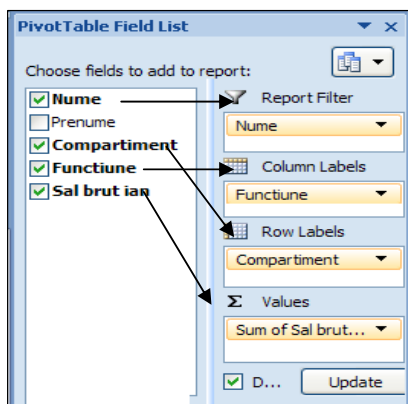 PivotTable Field List
Choose fields to add to report:
Nume
Prenume
Compartiment
Functiune
Sal brut ian
Report Filter
Nume
Column Labels
Functiune
Row Labels
Compartiment
Σ Values
Sum of Sal brut...
D...
Update